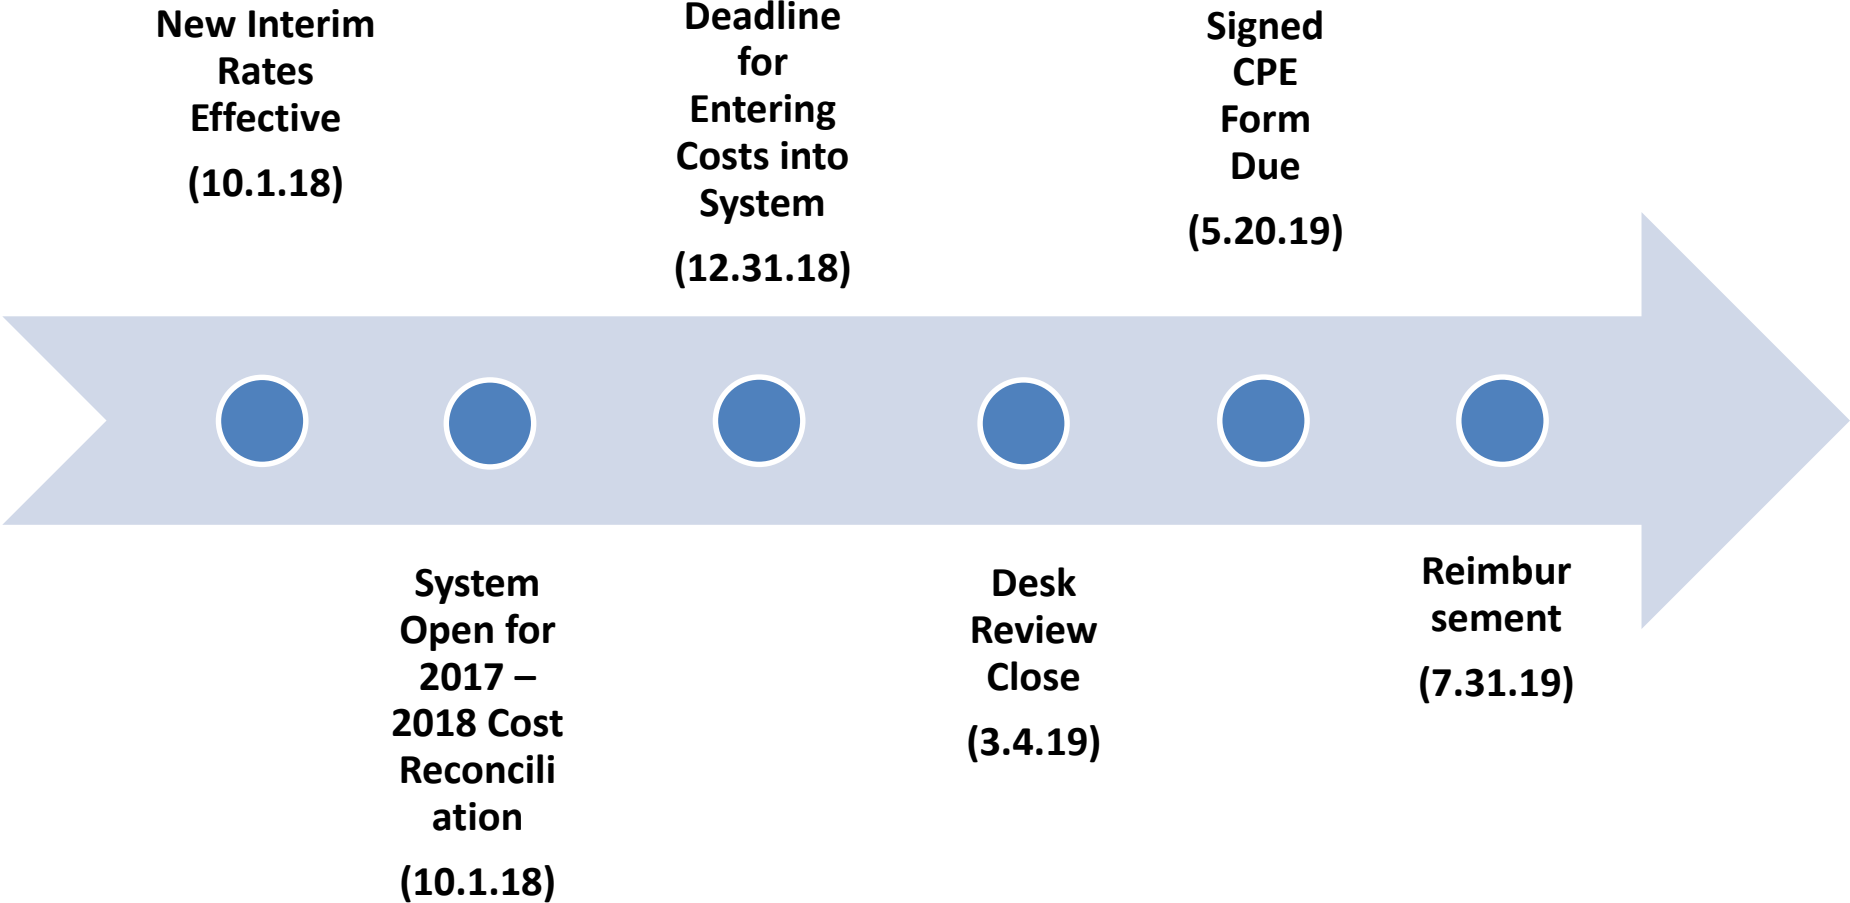 New Interim
Rates
Effective
(10.1.18)
System
Open for
2017 –
2018 Cost
Reconcili
ation
(10.1.18)
Deadline
for
Entering
Costs into
System
(12.31.18)
Desk
Review
Close
(3.4.19)
Signed
CPE
Form
Due
(5.20.19)
Reimbur
sement
(7.31.19)